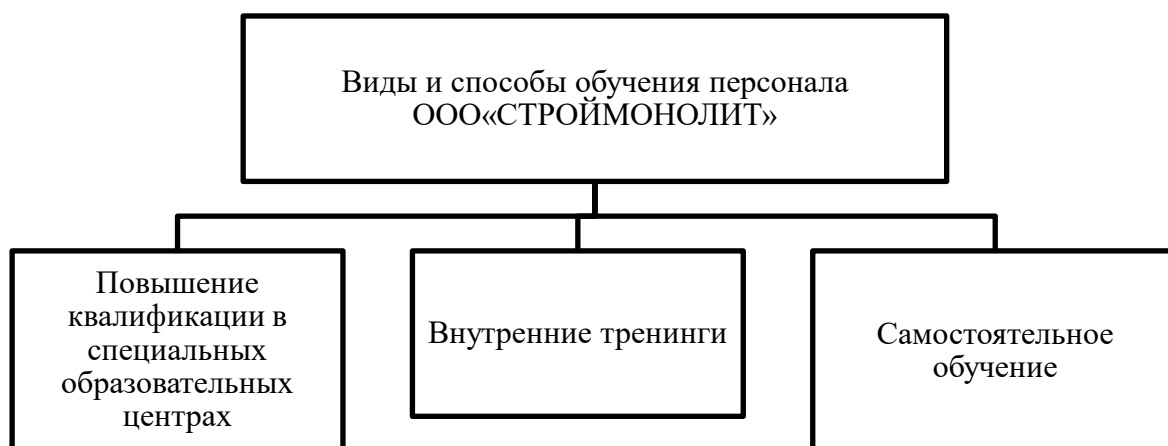 Виды и способы обучения персонала
ООО«СТРОЙМОНОЛИТ»
Повышение
квалификации в
специальных
образовательных
центрах
Внутренние тренинги
Самостоятельное
обучение